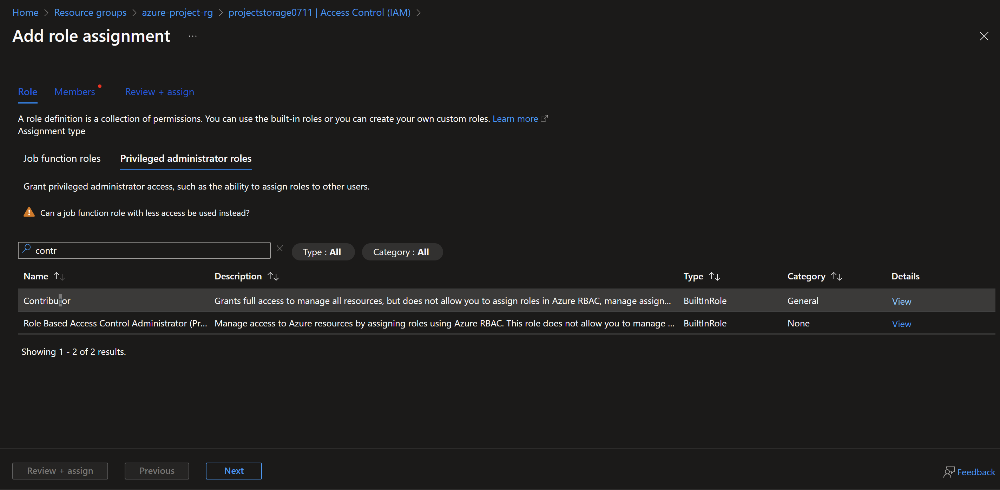 Home > Resource groups > azure-project-rg > projectstorage0711 | Access Control (IAM) >
Add role assignment ...
Role Members Review + assign
A role definition is a collection of permissions. You can use the built-in roles or you can create your own custom roles. Learn more
Assignment type
Job function roles Privileged administrator roles
Grant privileged administrator access, such as the ability to assign roles to other users.
Can a job function role with less access be used instead?
contr Type : All Category : All
Name Description Type Category Details
Contributor Grants full access to manage all resources, but does not allow you to assign roles in Azure RBAC, manage assign... BuiltInRole General View
Role Based Access Control Administrator (Pr... Manage access to Azure resources by assigning roles using Azure RBAC. This role does not allow you to manage ... BuiltInRole None View
Showing 1 - 2 of 2 results.
Review + assign Previous Next Feedback